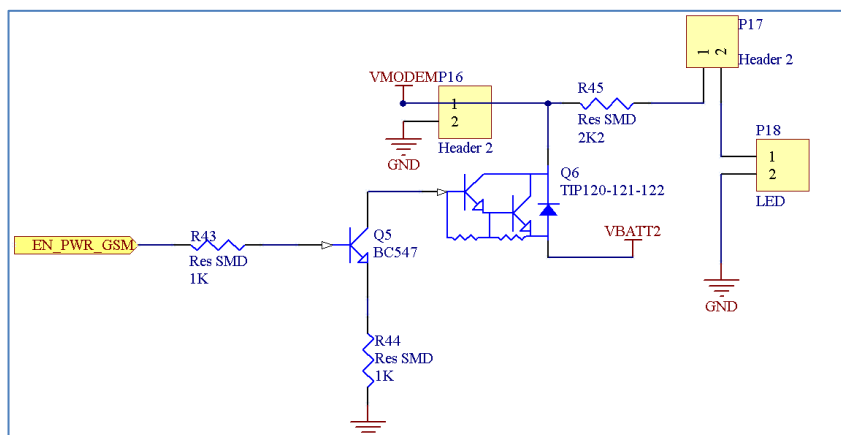 P17
1
2
Header 2
VMODEM
P16
1
2
Header 2
GND
R45
Res SMD
2K2
P18
1
2
LED
GND
Q6
TIP120-121-122
VBATT2
EN_PWR_GSM
R43
Res SMD
1K
Q5
BC547
R44
Res SMD
1K